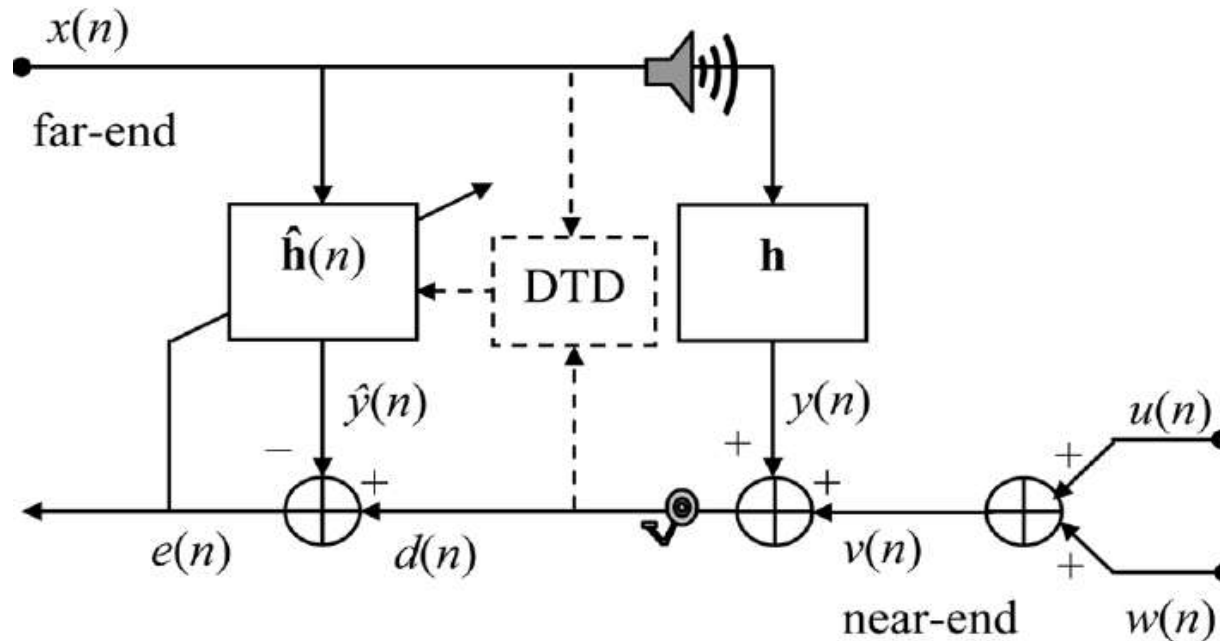 x(n)
far-end
ĥ(n)
DTD
h
ŷ(n)
y(n)
u(n)
−
+
+
+
+
+
e(n)
d(n)
v(n)
near-end
w(n)